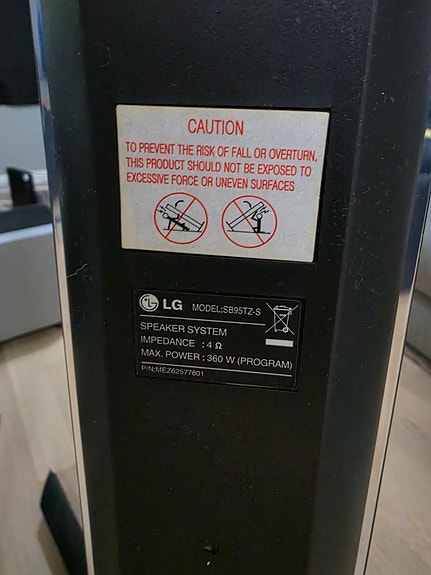 CAUTION
TO PREVENT THE RISK OF FALL OR OVERTURN,
THIS PRODUCT SHOULD NOT BE EXPOSED TO
EXCESSIVE FORCE OR UNEVEN SURFACES
LG MODEL:SB95TZ-S
SPEAKER SYSTEM
IMPEDANCE : 4 Ω
MAX. POWER : 360 W (PROGRAM)
P/N:MEZ62577801